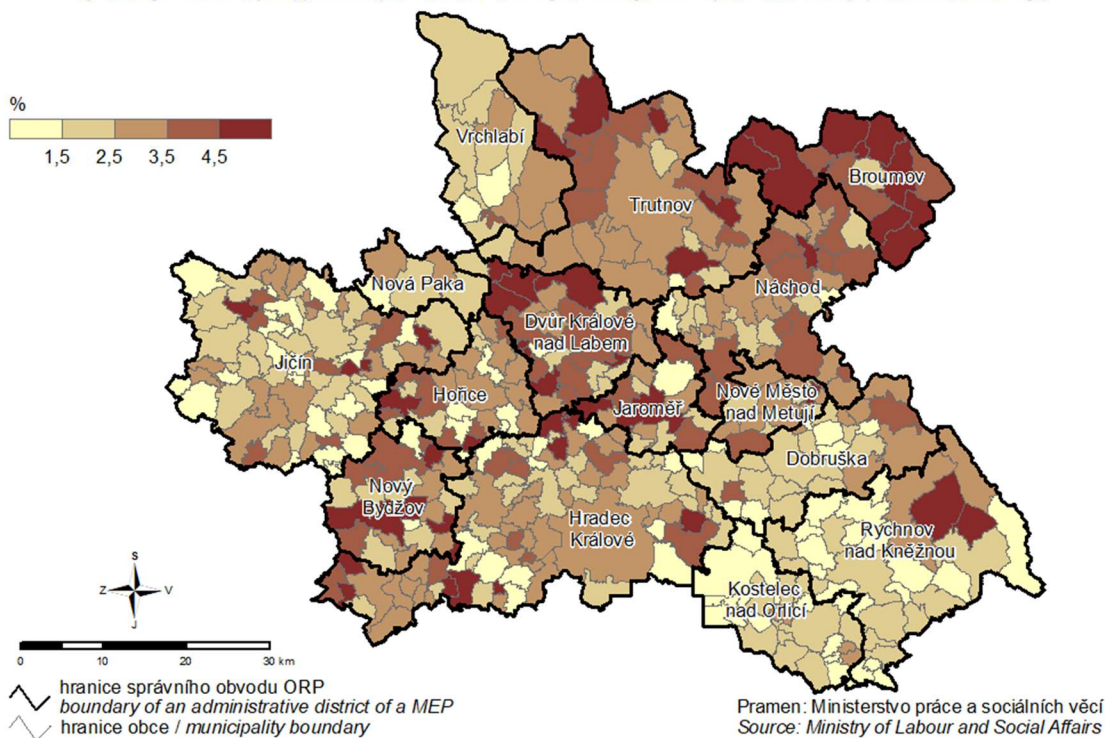 %
1,5 2,5 3,5 4,5
Vrchlabí
Broumov
Trutnov
Nová Paka
Náchod
Dvůr Králové
nad Labem
Jičín
Hořice
Jaroměř
Nové Město
nad Metují
Dobruška
Nový
Bydžov
Hradec
Králové
Rychnov
nad Kněžnou
Kostelec
nad Orlicí
S
Z V
J
0 10 20 30 km
hranice správního obvodu ORP
boundary of an administrative district of a MEP
hranice obce / municipality boundary
Pramen: Ministerstvo práce a sociálních věcí
Source: Ministry of Labour and Social Affairs